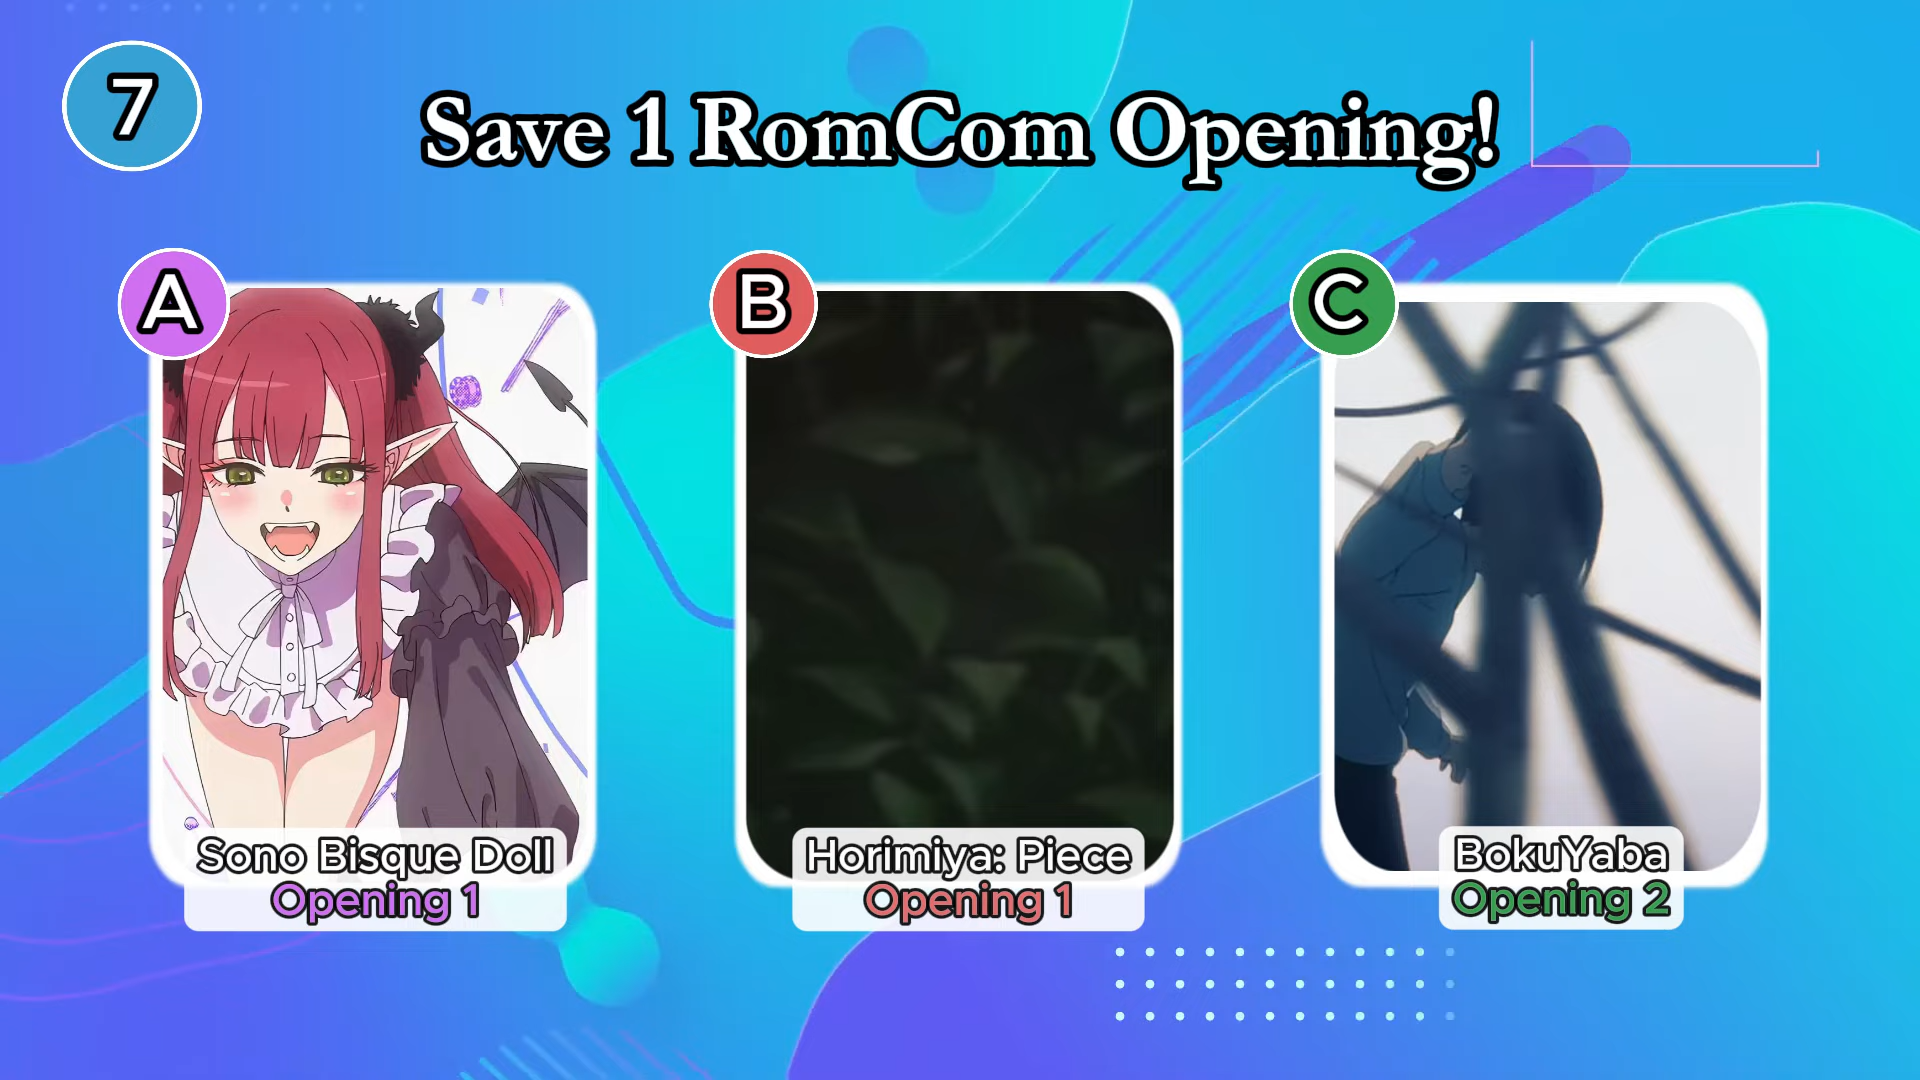 7
Save 1 RomCom Opening!
A
B
C
Sono Bisque Doll
Opening 1
Horimiya: Piece
Opening 1
BokuYaba
Opening 2